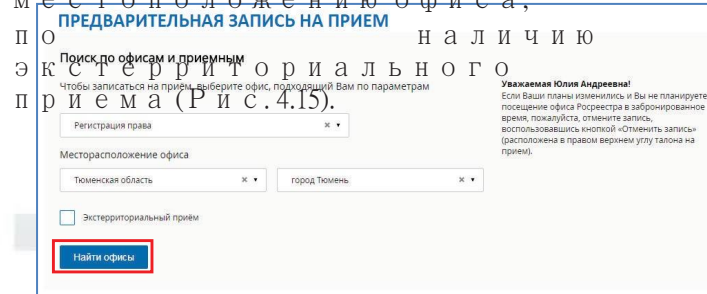 местоположению офиса,
ПРЕДВАРИТЕЛЬНАЯ ЗАПИСЬ НА ПРИЕМ
по наличию
Поиск по офисам и приемным
экстерриториального
Чтобы записаться на приём, выберите офис, подходящий Вам по параметрам
приема (Рис.4.15).
Регистрация права
Месторасположение офиса
Тюменская область
город Тюмень
Экстерриториальный приём
Найти офисы
Уважаемая Юлия Андреевна!
Если Ваши планы изменились и Вы не планируете
посещение офиса Росреестра в забронированное
время, пожалуйста, отмените запись,
воспользовавшись кнопкой «Отменить запись»
(расположена в правом верхнем углу талона на
прием).